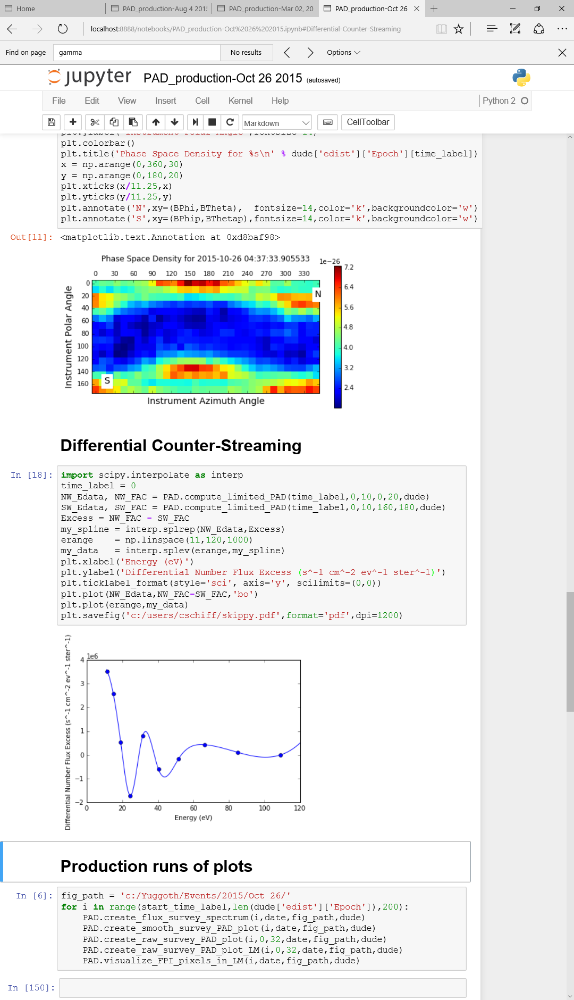 Home
PAD_production-Aug 4 201
PAD_production-Mar 02, 20
PAD_production-Oct 26
localhost:8888/notebooks/PAD_production-Oct%2026%202015.ipynb#Differential-Counter-Streaming
Find on page
gamma
No results
Options
jupyter PAD_production-Oct 26 2015 (autosaved)
File Edit View Insert Cell Kernel Help
Python 2
Markdown
CellToolbar
plt.colorbar()
plt.title('Phase Space Density for %s\n' % dude['edist']['Epoch'][time_label])
x = np.arange(0,360,30)
y = np.arange(0,180,20)
plt.xticks(x/11.25,x)
plt.yticks(y/11.25,y)
plt.annotate('N',xy=(BPhi,BTheta),  fontsize=14,color='k',backgroundcolor='w')
plt.annotate('S',xy=(BPhip,BThetap),fontsize=14,color='k',backgroundcolor='w')
Out[11]: <matplotlib.text.Annotation at 0xd8baf98>
Phase Space Density for 2015-10-26 04:37:33.905533
1e−26
0 30 60 90 120 150 180 190 210 240 270 300 330
0
20
40
60
80
100
120
140
160
Instrument Polar Angle
N
S
Instrument Azimuth Angle
7.2
6.4
5.6
4.8
4.0
3.2
2.4
Differential Counter-Streaming
In [18]: import scipy.interpolate as interp
time_label = 0
NW_Edata, NW_FAC = PAD.compute_limited_PAD(time_label,0,10,0,20,dude)
SW_Edata, SW_FAC = PAD.compute_limited_PAD(time_label,0,10,160,180,dude)
Excess = NW_FAC - SW_FAC
my_spline = interp.splrep(NW_Edata,Excess)
erange    = np.linspace(11,120,1000)
my_data   = interp.splev(erange,my_spline)
plt.xlabel('Energy (eV)')
plt.ylabel('Differential Number Flux Excess (s^-1 cm^-2 ev^-1 ster^-1)')
plt.ticklabel_format(style='sci', axis='y', scilimits=(0,0))
plt.plot(NW_Edata,NW_FAC-SW_FAC,'bo')
plt.plot(erange,my_data)
plt.savefig('c:/users/cschiff/skippy.pdf',format='pdf',dpi=1200)
Differential Number Flux Excess (s^-1 cm^-2 ev^-1 ster^-1)
1e6
4
3
2
1
0
−1
−2
0 20 40 60 80 100 120
Energy (eV)
Production runs of plots
In [6]: fig_path = 'c:/Yuggoth/Events/2015/Oct 26/'
for i in range(start_time_label,len(dude['edist']['Epoch']),200):
    PAD.create_flux_survey_spectrum(i,date,fig_path,dude)
    PAD.create_smooth_survey_PAD_plot(i,date,fig_path,dude)
    PAD.create_raw_survey_PAD_plot(i,0,32,date,fig_path,dude)
    PAD.create_raw_survey_PAD_plot_LM(i,0,32,date,fig_path,dude)
    PAD.visualize_FPI_pixels_in_LM(i,date,fig_path,dude)
In [150]: